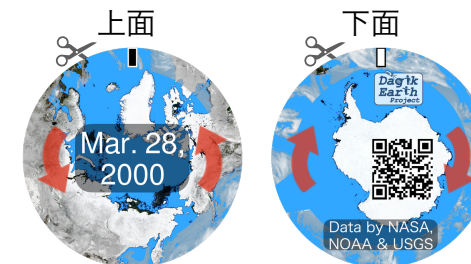 上面
下面
Mar. 28,
2000
Dagik
Earth
Project
Data by NASA,
NOAA & USGS